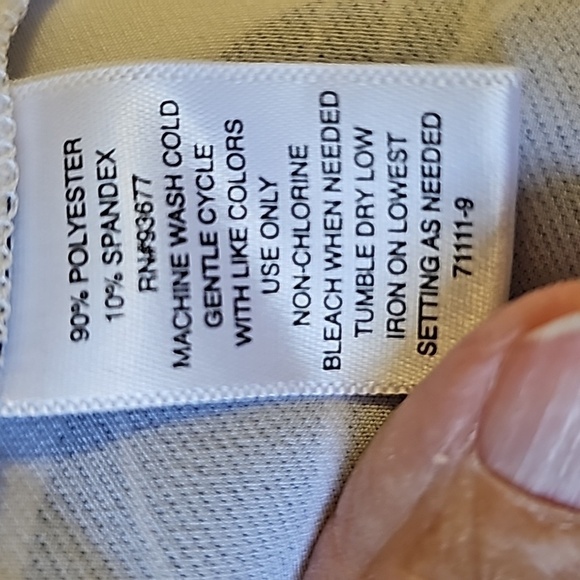 90% POLYESTER
10% SPANDEX
RN#93677
MACHINE WASH COLD
GENTLE CYCLE
WITH LIKE COLORS
USE ONLY
NON-CHLORINE
BLEACH WHEN NEEDED
TUMBLE DRY LOW
IRON ON LOWEST
SETTING AS NEEDED
71111-9